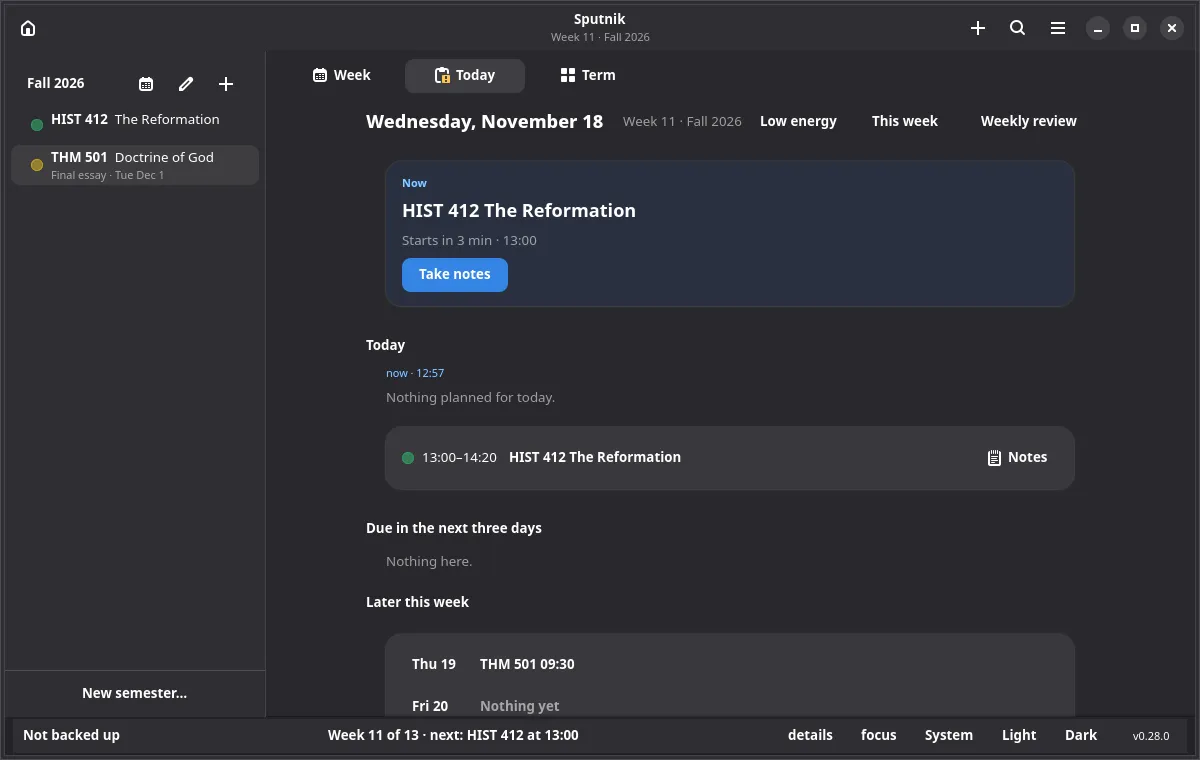 Sputnik
Week 11 · Fall 2026
Fall 2026
HIST 412 The Reformation
THM 501 Doctrine of God
Final essay · Tue Dec 1
New semester...
Week
Today
Term
Wednesday, November 18 Week 11 · Fall 2026 Low energy This week Weekly review
Now
HIST 412 The Reformation
Starts in 3 min · 13:00
Take notes
Today
now · 12:57
Nothing planned for today.
13:00–14:20 HIST 412 The Reformation Notes
Due in the next three days
Nothing here.
Later this week
Thu 19 THM 501 09:30
Fri 20 Nothing yet
Not backed up Week 11 of 13 · next: HIST 412 at 13:00 details focus System Light Dark v0.28.0